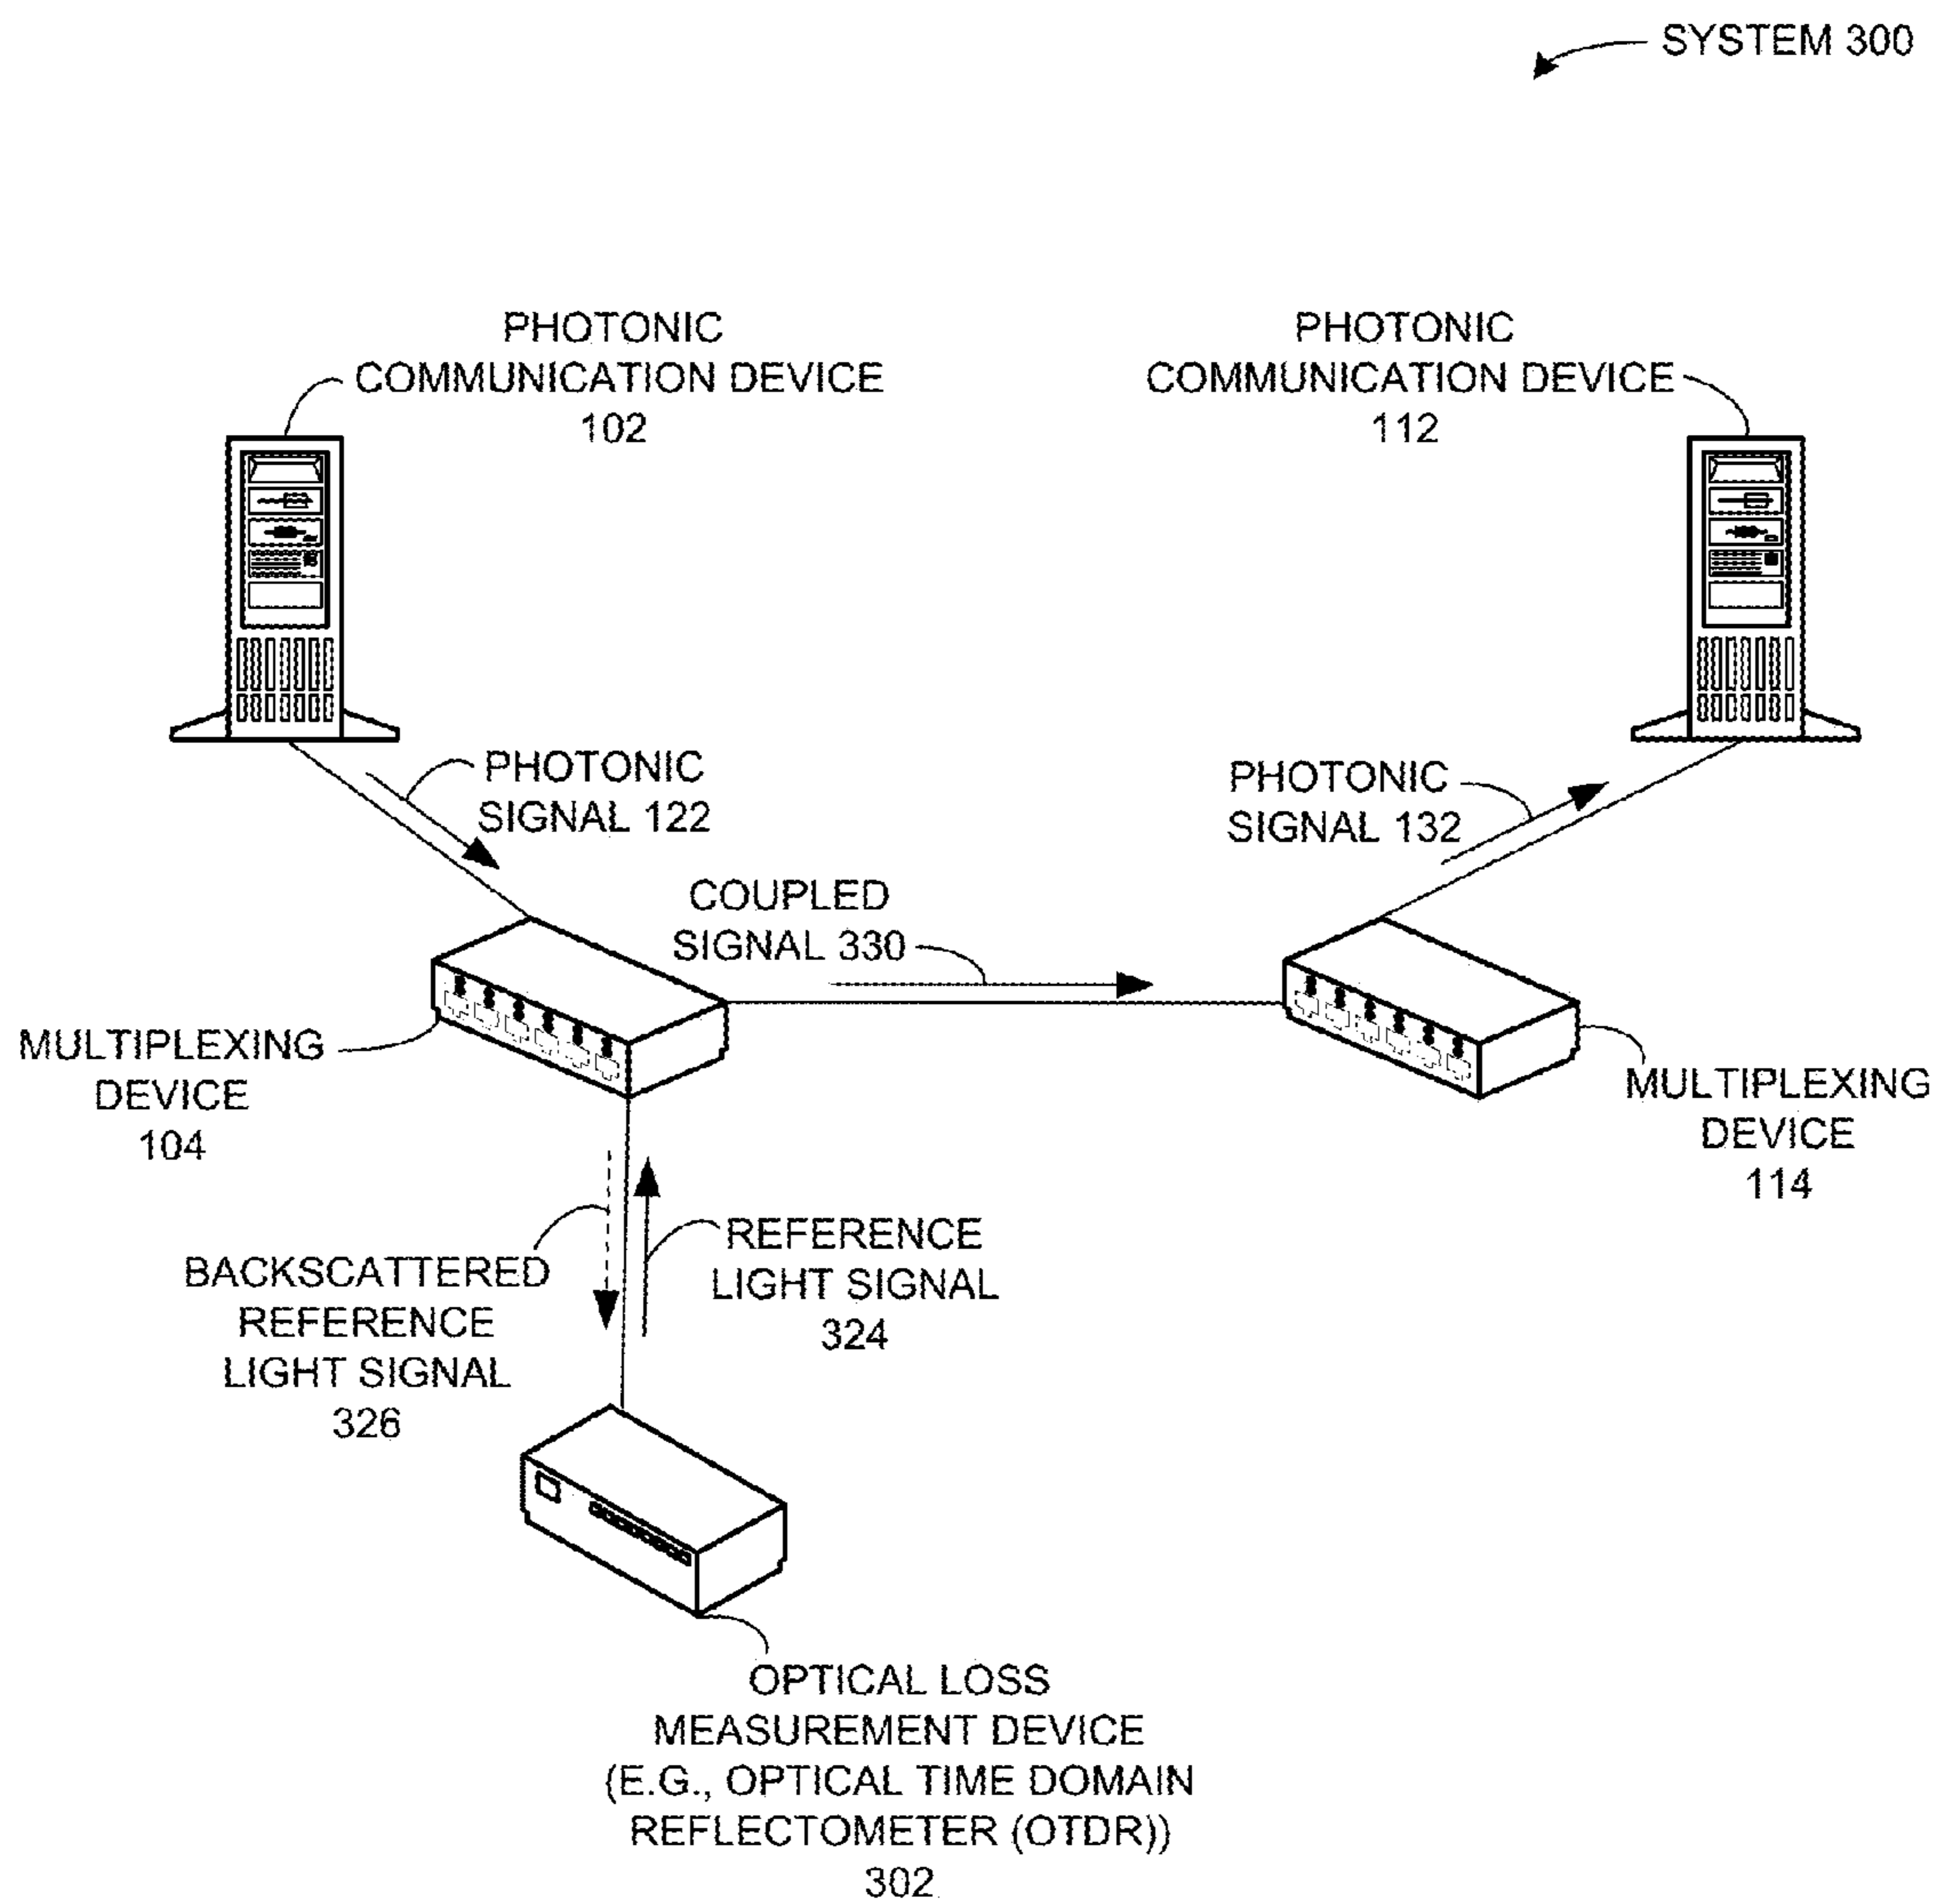 SYSTEM 300
PHOTONIC
COMMUNICATION DEVICE
102
PHOTONIC
COMMUNICATION DEVICE
112
PHOTONIC
SIGNAL 122
PHOTONIC
SIGNAL 132
COUPLED
SIGNAL 330
MULTIPLEXING
DEVICE
104
MULTIPLEXING
DEVICE
114
BACKSCATTERED
REFERENCE
LIGHT SIGNAL
326
REFERENCE
LIGHT SIGNAL
324
OPTICAL LOSS
MEASUREMENT DEVICE
(E.G., OPTICAL TIME DOMAIN
REFLECTOMETER (OTDR))
302